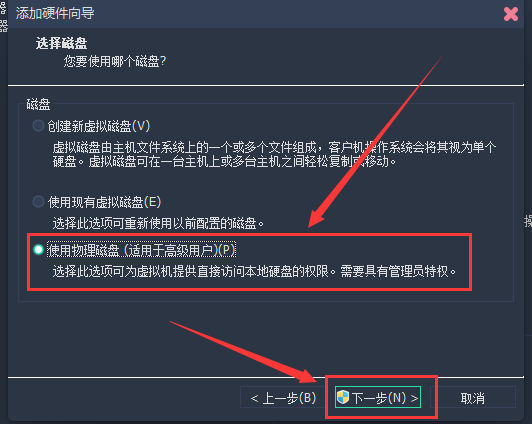 器
添加硬件向导
器
选择磁盘
您要使用哪个磁盘?
磁盘
创建新虚拟磁盘(V)
虚拟磁盘由主机文件系统上的一个或多个文件组成，客户机操作系统会将其视为单个
硬盘。虚拟磁盘可在一台主机上或多台主机之间轻松复制或移动。
使用现有虚拟磁盘(E)
选择此选项可重新使用以前配置的磁盘。
使用物理磁盘 (适用于高级用户)(P)
选择此选项可为虚拟机提供直接访问本地硬盘的权限。需要具有管理员特权。
< 上一步(B)
下一步(N) >
取消